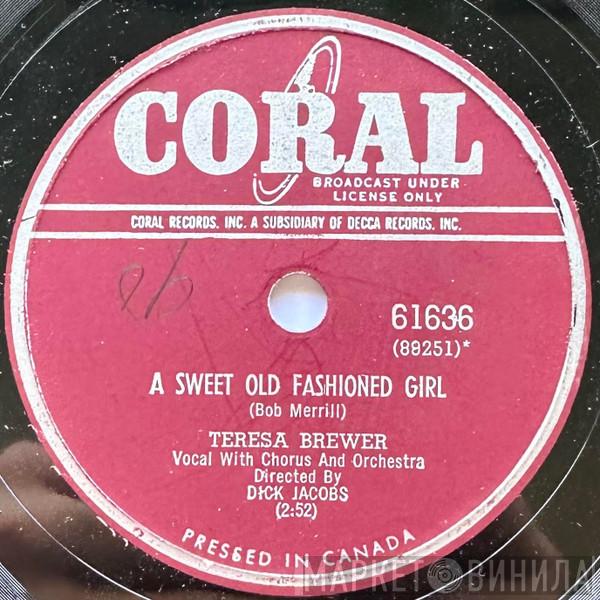 CORAL
BROADCAST UNDER
LICENSE ONLY
CORAL RECORDS, INC. A SUBSIDIARY OF DECCA RECORDS, INC.
61636
(89251)*
A SWEET OLD FASHIONED GIRL
(Bob Merrill)
TERESA BREWER
Vocal With Chorus And Orchestra
Directed By
DICK JACOBS
(2:52)
PRESSED IN CANADA
МАРКЕТ ВИНИЛА